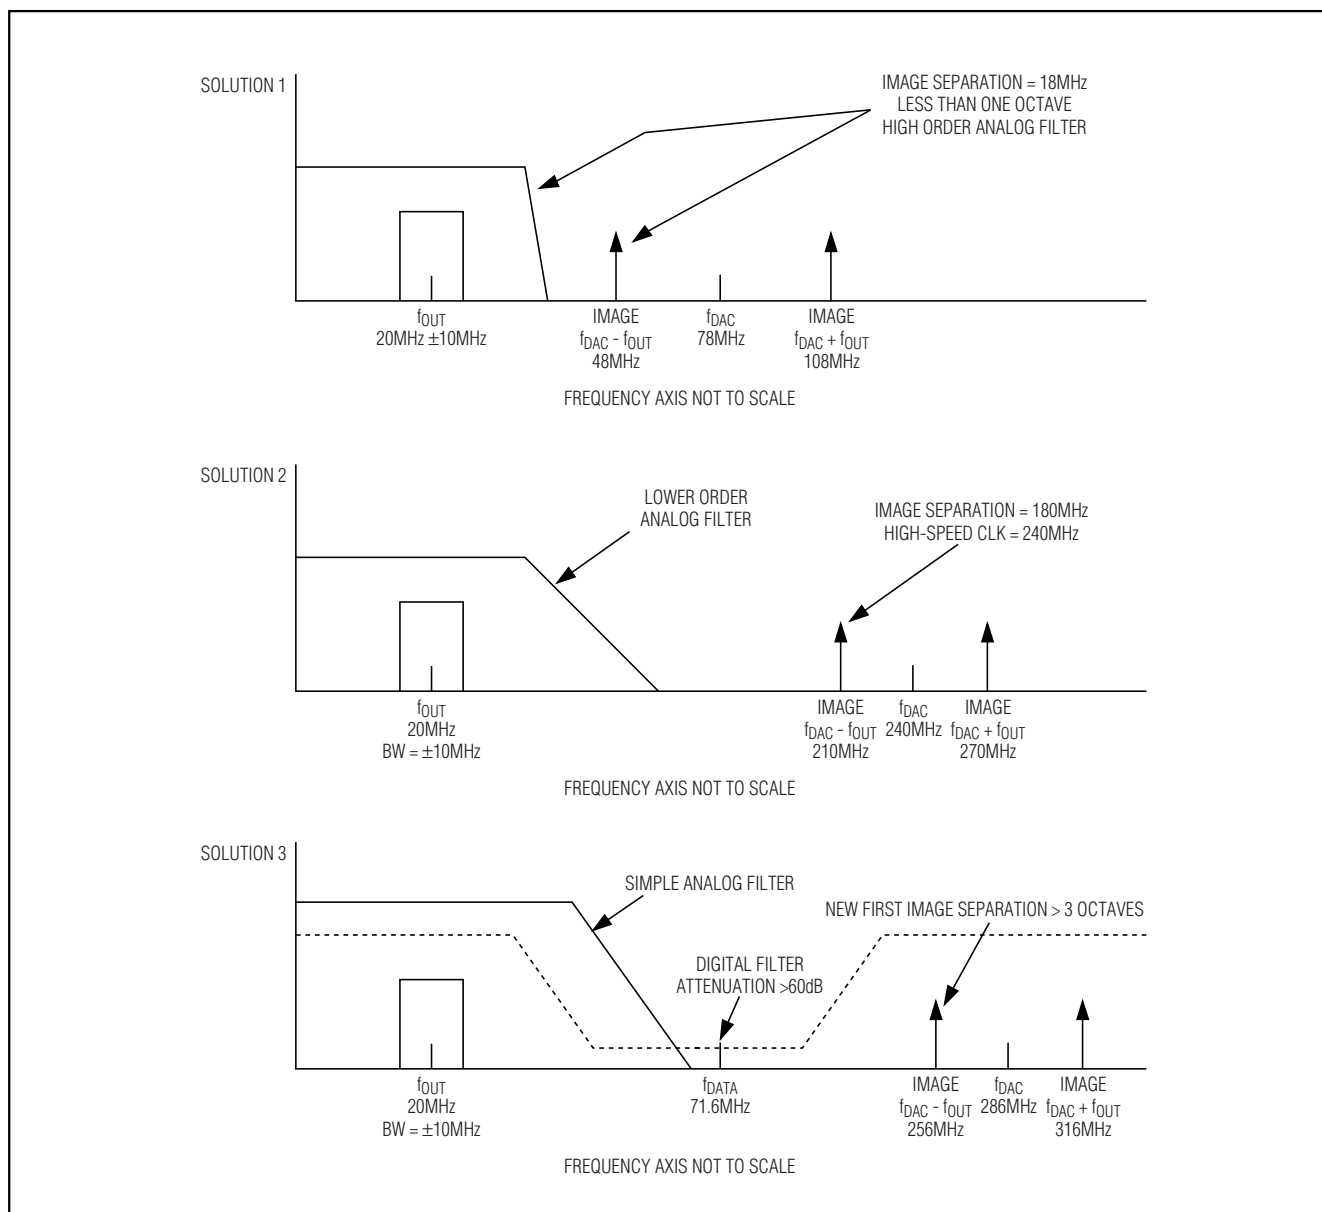 SOLUTION 1
IMAGE SEPARATION = 18MHz
LESS THAN ONE OCTAVE
HIGH ORDER ANALOG FILTER
fOUT
20MHz ±10MHz
IMAGE
fDAC - fOUT
48MHz
fDAC
78MHz
IMAGE
fDAC + fOUT
108MHz
FREQUENCY AXIS NOT TO SCALE
SOLUTION 2
LOWER ORDER
ANALOG FILTER
IMAGE SEPARATION = 180MHz
HIGH-SPEED CLK = 240MHz
fOUT
20MHz
BW = ±10MHz
IMAGE
fDAC - fOUT
210MHz
fDAC
240MHz
IMAGE
fDAC + fOUT
270MHz
FREQUENCY AXIS NOT TO SCALE
SOLUTION 3
SIMPLE ANALOG FILTER
NEW FIRST IMAGE SEPARATION > 3 OCTAVES
DIGITAL FILTER
ATTENUATION >60dB
fOUT
20MHz
BW = ±10MHz
fDATA
71.6MHz
IMAGE
fDAC - fOUT
256MHz
fDAC
286MHz
IMAGE
fDAC + fOUT
316MHz
FREQUENCY AXIS NOT TO SCALE